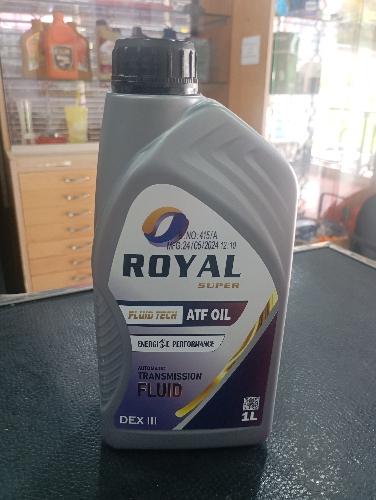 .NO: 415/A
MFG.24/05/2024 12:10
ROYAL
SUPER
FLUID TECH ATF OIL
ENERGISE PERFORMANCE
AUTOMATIC
TRANSMISSION
FLUID
DEX III
1L